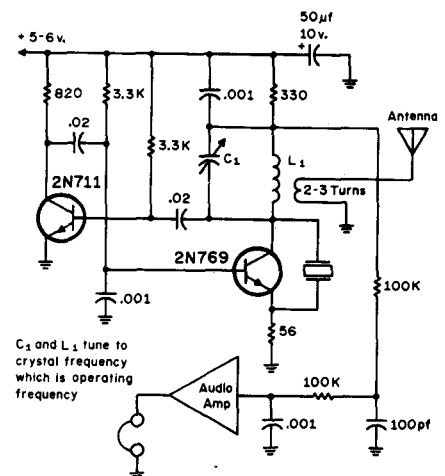 50μf
10v.
+
+ 5-6v.
820
3.3K
.001
330
Antenna
.02
3.3K
C₁
L₁
2N711
2-3 Turns
.02
2N769
.001
100K
56
C₁ and L₁ tune to
crystal frequency
which is operating
frequency
Audio
Amp
100K
.001
100pf